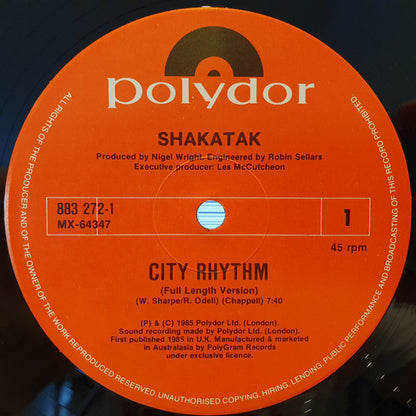 polydor
SHAKATAK
Produced by Nigel Wright. Engineered by Robin Sellars
Executive producer: Les McCutcheon
883 272-1
MX-64347
1
45 rpm
CITY RHYTHM
(Full Length Version)
(W. Sharpe/R. Odell) (Chappell) 7:40
(P) & (C) 1985 Polydor Ltd. (London).
Sound recording made by Polydor Ltd. (London).
First published 1985 in U.K. Manufactured & marketed
in Australasia by PolyGram Records
under exclusive licence.
ALL RIGHTS OF THE PRODUCER AND OF THE OWNER OF THE WORK REPRODUCED RESERVED. UNAUTHORISED COPYING, HIRING, LENDING, PUBLIC PERFORMANCE AND BROADCASTING OF THIS RECORD PROHIBITED.